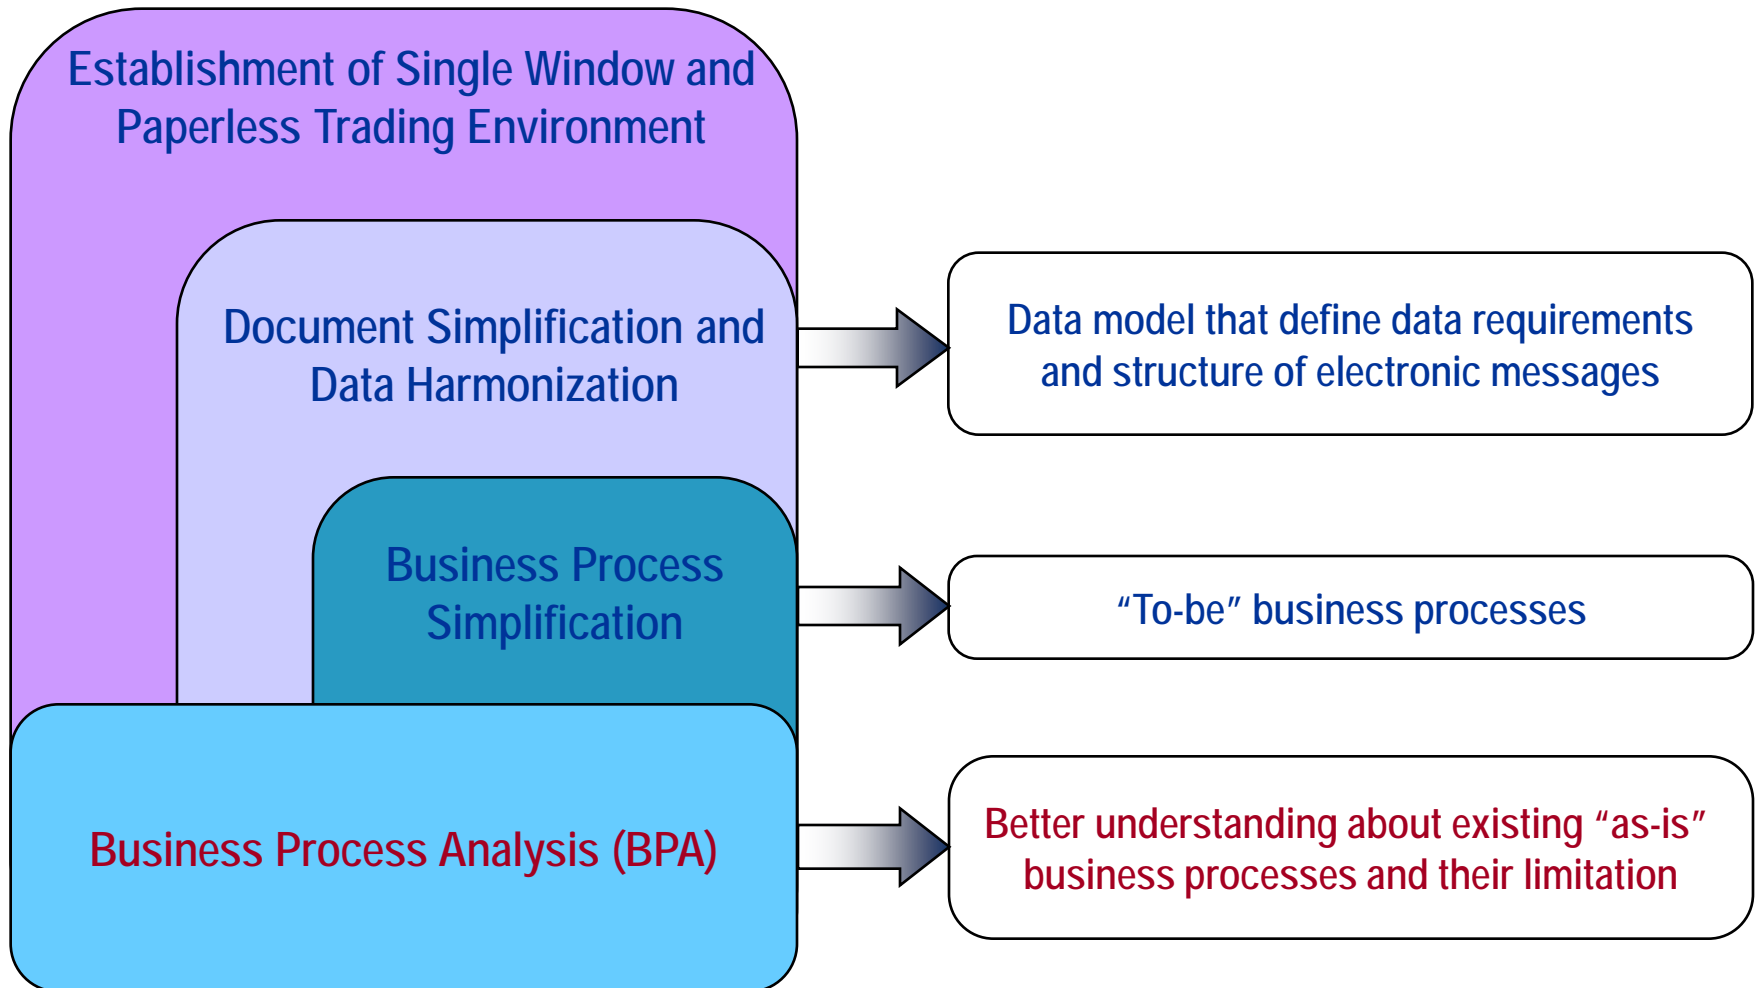 Establishment of Single Window and
Paperless Trading Environment
Document Simplification and
Data Harmonization
Data model that define data requirements
and structure of electronic messages
Business Process
Simplification
“To-be” business processes
Business Process Analysis (BPA)
Better understanding about existing “as-is”
business processes and their limitation